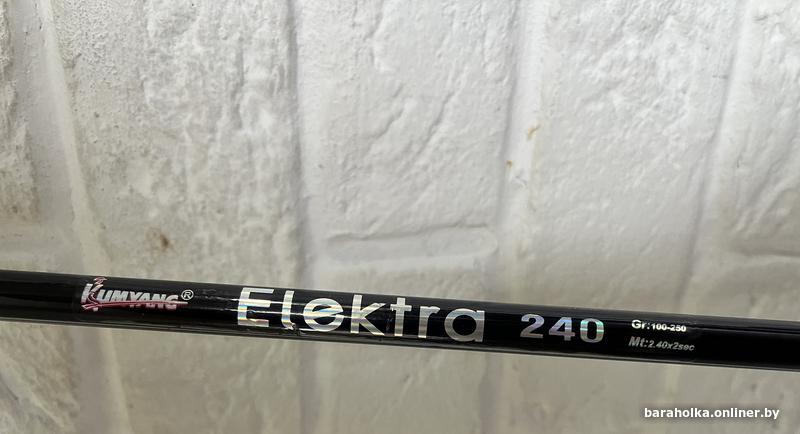 KUMYANG® Elektra 240
Gr:100-250
Mt:2.40x2sec
baraholka.onliner.by